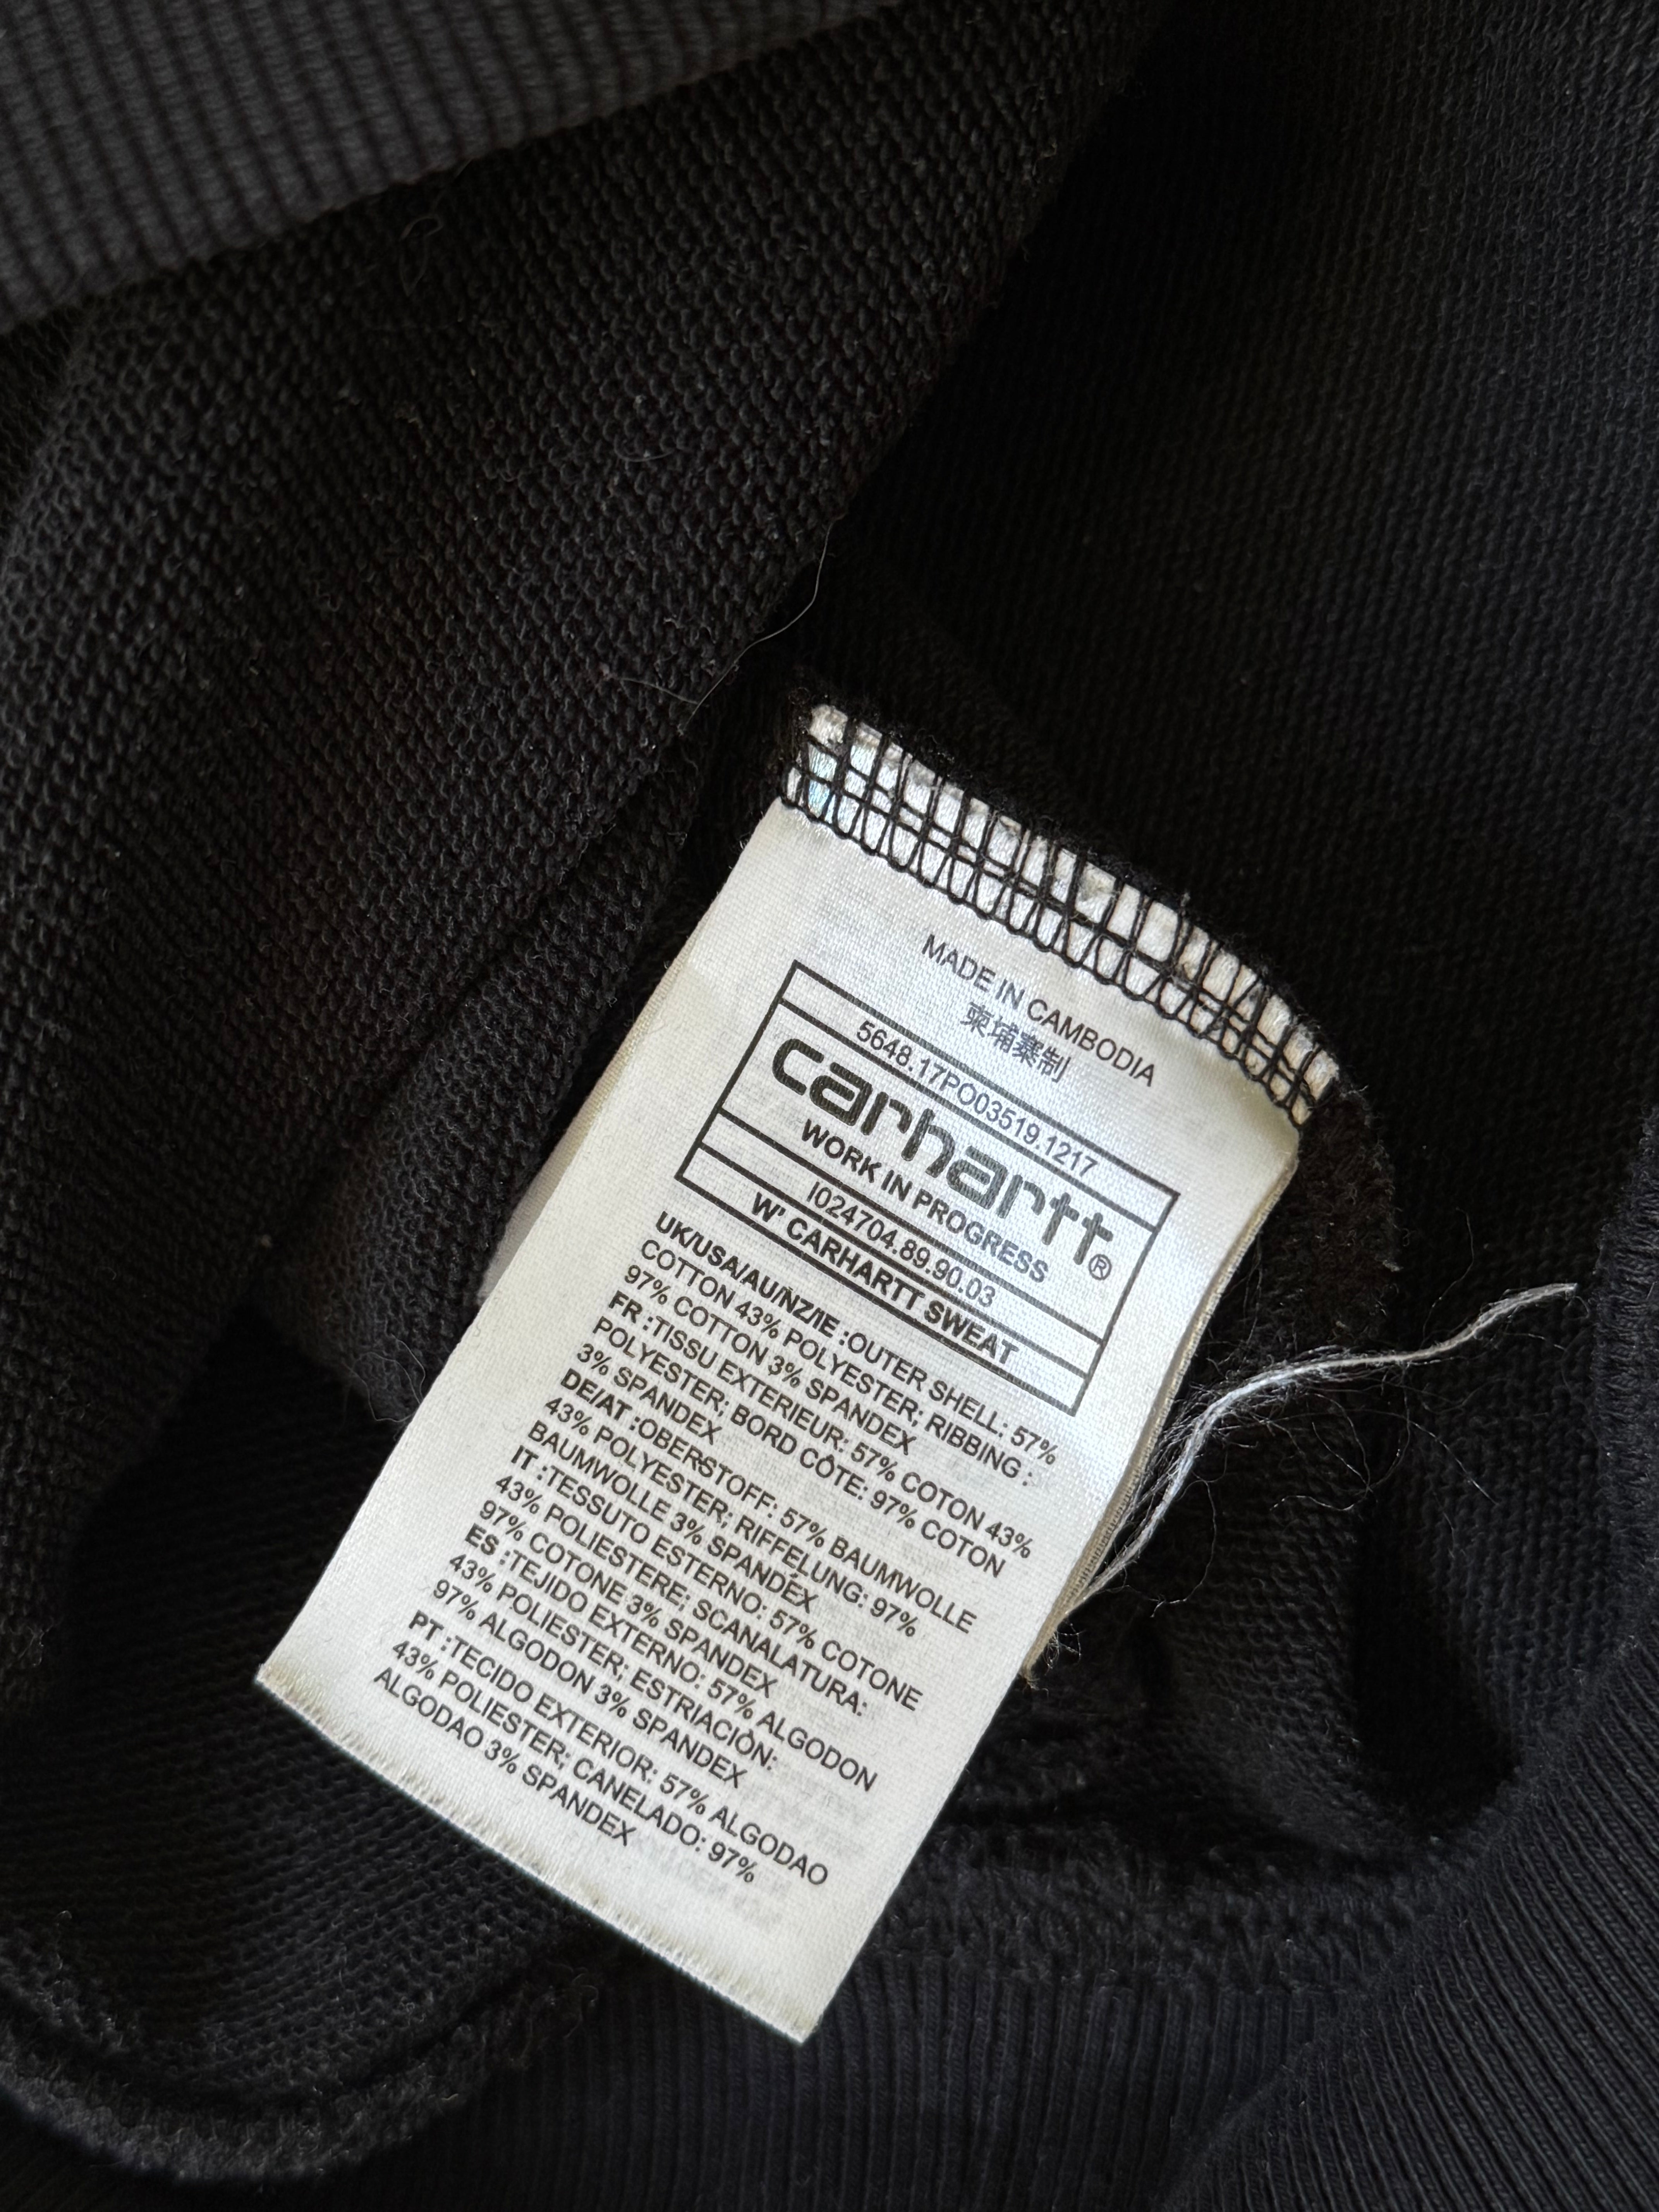 MADE IN CAMBODIA
柬埔寨制
5648.17PO03519.1217
carhartt®
WORK IN PROGRESS
I024704.89.90.03
W' CARHARTT SWEAT
UK/USA/AU/NZ/IE :OUTER SHELL: 57%
COTTON 43% POLYESTER; RIBBING :
97% COTTON 3% SPANDEX
FR :TISSU EXTERIEUR: 57% COTON 43%
POLYESTER; BORD CÔTE: 97% COTON
3% SPANDEX
DE/AT :OBERSTOFF: 57% BAUMWOLLE
43% POLYESTER; RIFFELUNG: 97%
BAUMWOLLE 3% SPANDEX
IT :TESSUTO ESTERNO: 57% COTONE
43% POLIESTERE; SCANALATURA:
97% COTONE 3% SPANDEX
ES :TEJIDO EXTERNO: 57% ALGODON
43% POLIESTER; ESTRIACIÒN:
97% ALGODON 3% SPANDEX
PT :TECIDO EXTERIOR: 57% ALGODAO
43% POLIESTER; CANELADO: 97%
ALGODAO 3% SPANDEX